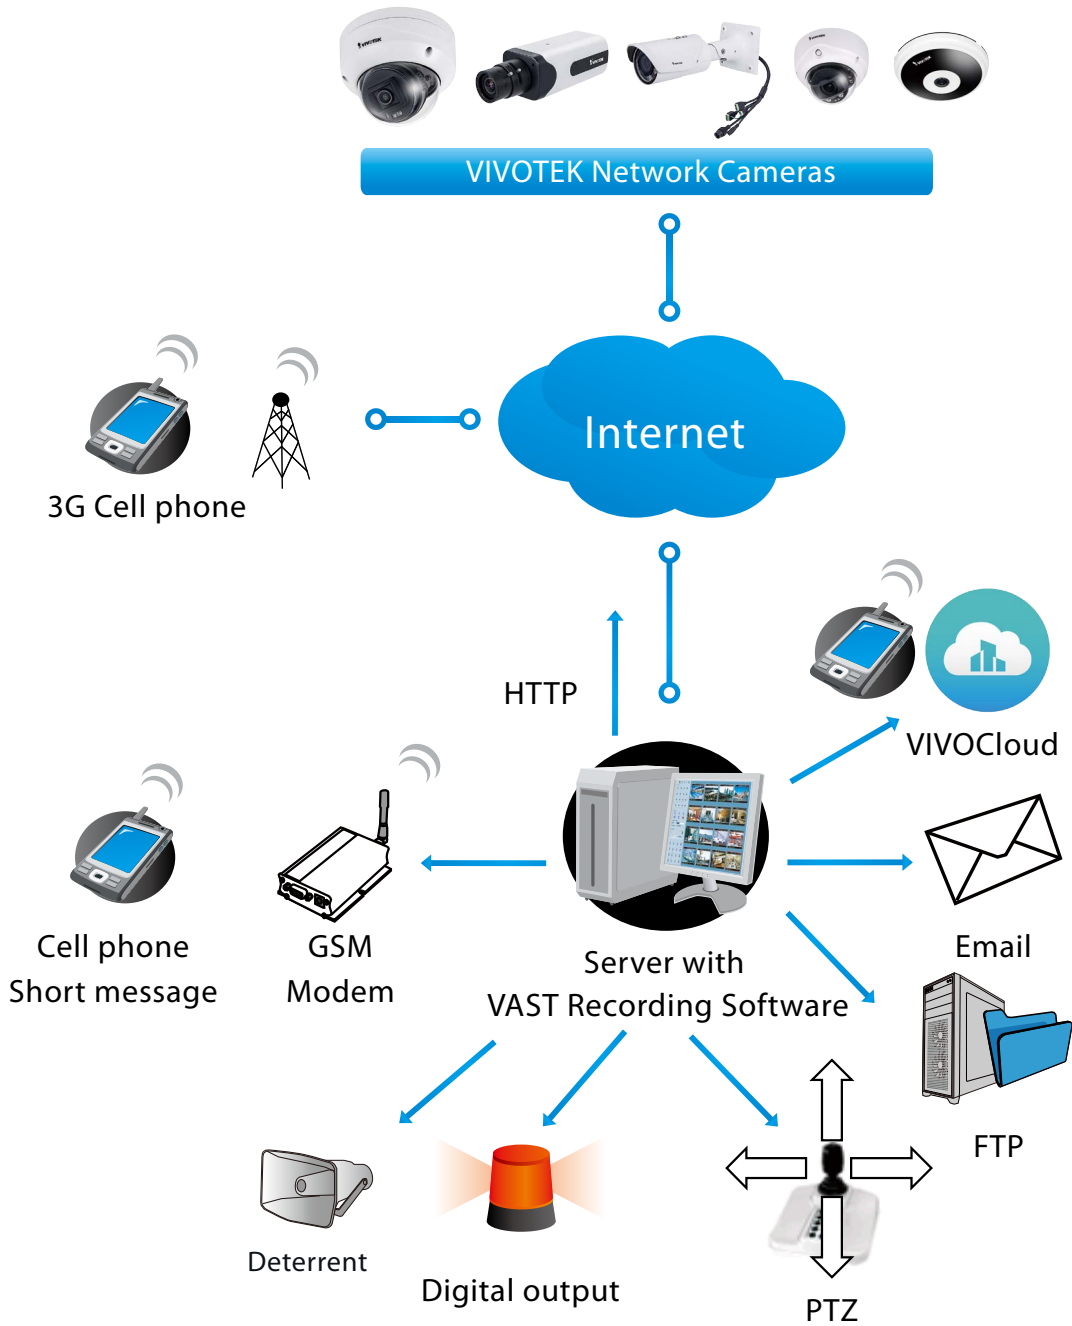 VIVOTEK
VIVOTEK Network Cameras
Internet
3G Cell phone
HTTP
VIVOCloud
Cell phone
Short message
GSM
Modem
Server with
VAST Recording Software
Email
FTP
Deterrent
Digital output
PTZ